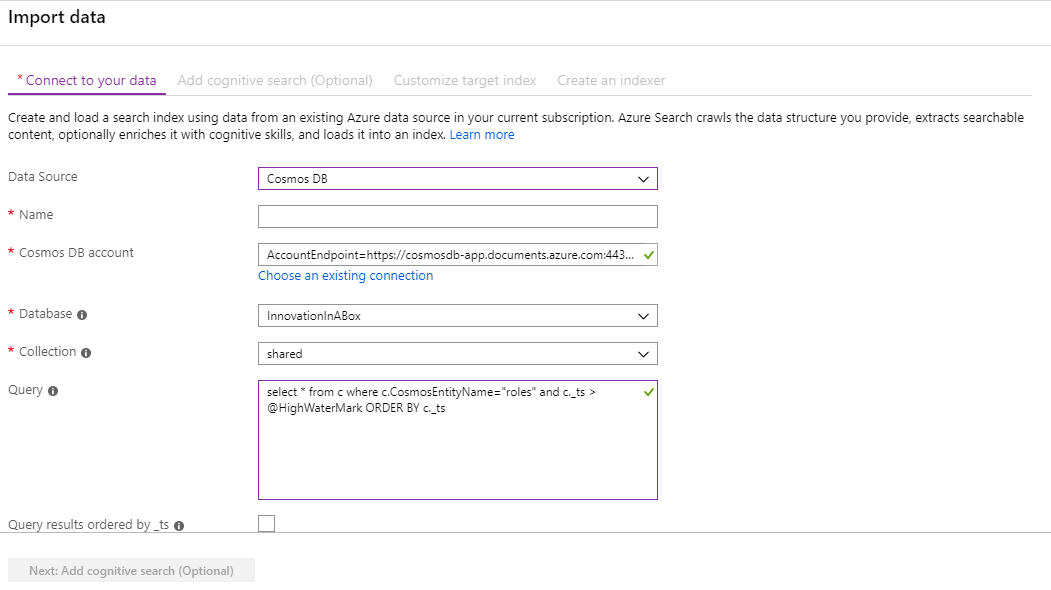 Import data
* Connect to your data Add cognitive search (Optional) Customize target index Create an indexer
Create and load a search index using data from an existing Azure data source in your current subscription. Azure Search crawls the data structure you provide, extracts searchable
content, optionally enriches it with cognitive skills, and loads it into an index. Learn more
Data Source Cosmos DB
* Name
* Cosmos DB account AccountEndpoint=https://cosmosdb-app.documents.azure.com:443...
Choose an existing connection
* Database InnovationInABox
* Collection shared
Query select * from c where c.CosmosEntityName="roles" and c._ts >
@HighWaterMark ORDER BY c._ts
Query results ordered by _ts
Next: Add cognitive search (Optional)